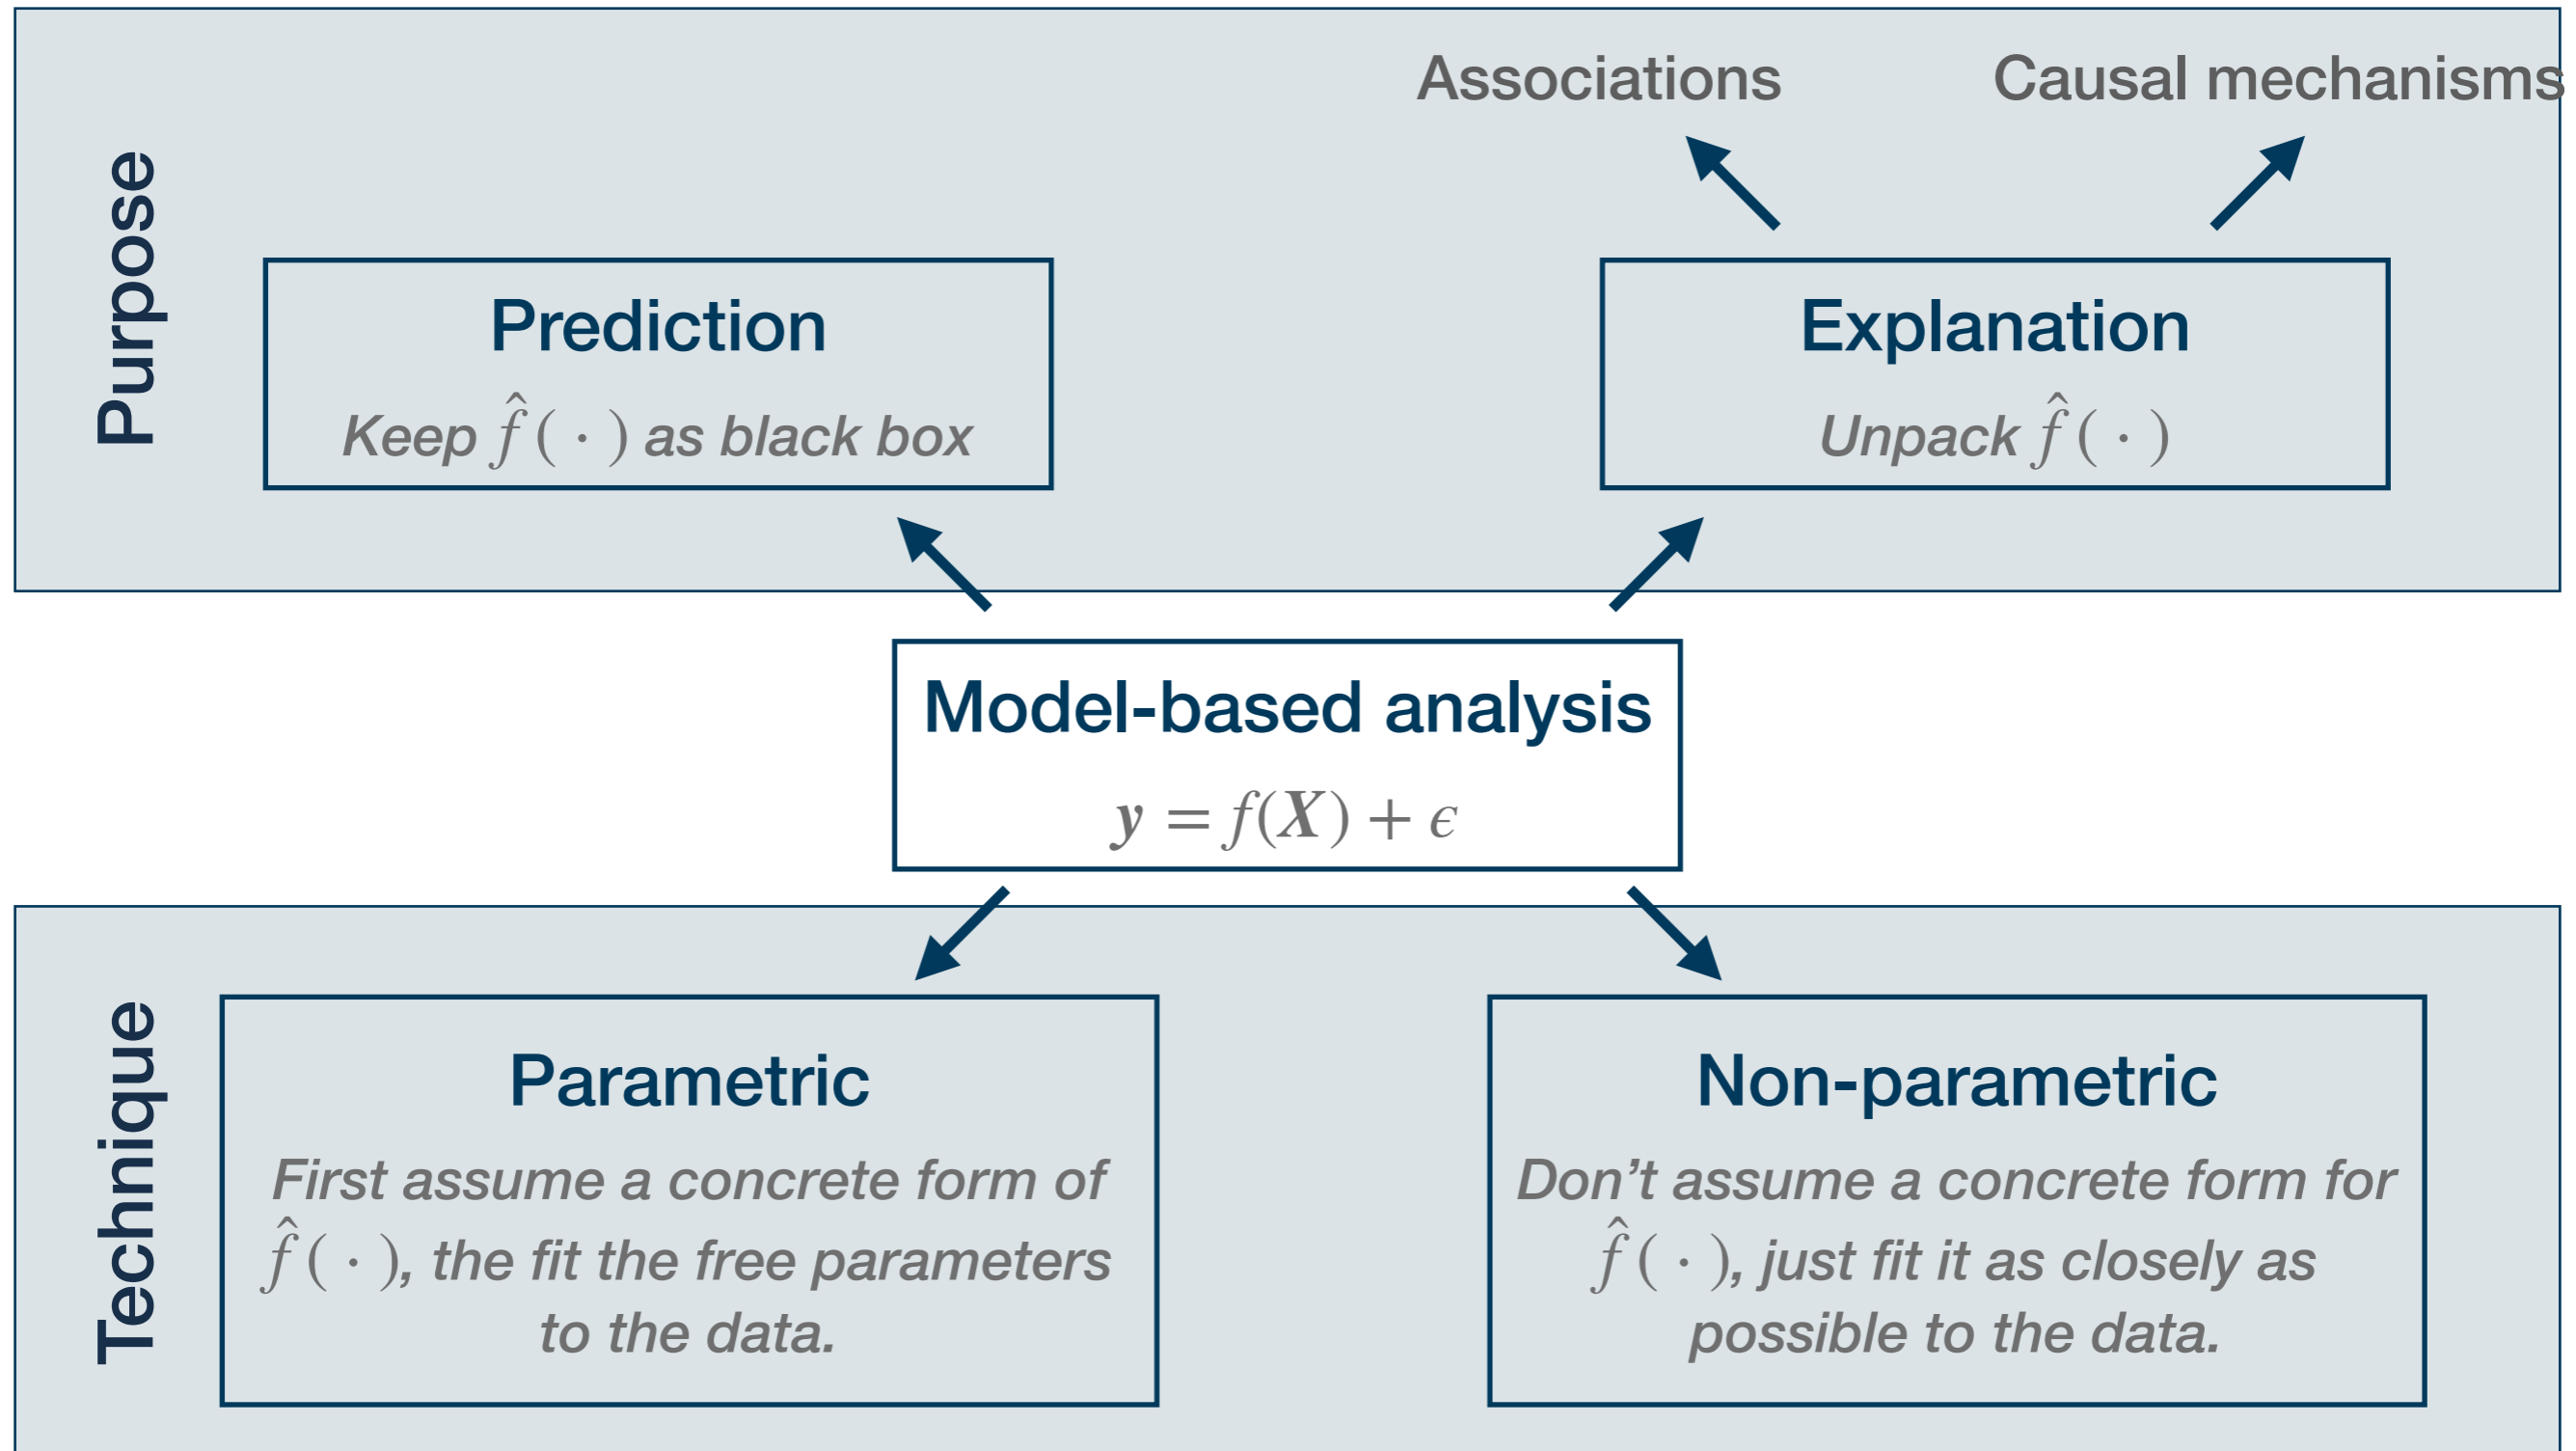 Purpose
Associations
Causal mechanisms
Prediction
Keep f̂( · ) as black box
Explanation
Unpack f̂( · )
Model-based analysis
y = f(X) + ϵ
Technique
Parametric
First assume a concrete form of
f̂( · ), the fit the free parameters
to the data.
Non-parametric
Don’t assume a concrete form for
f̂( · ), just fit it as closely as
possible to the data.